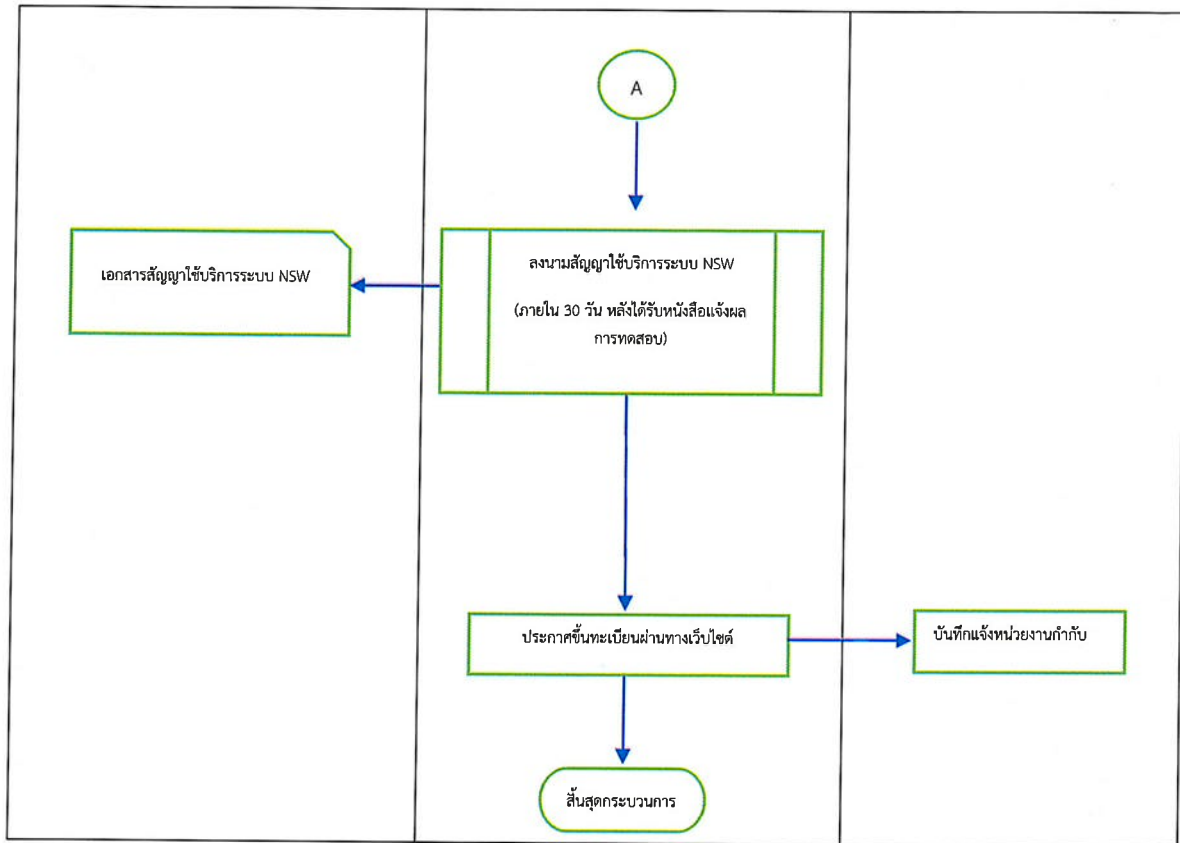 A
ลงนามสัญญาใช้บริการระบบ NSW
(ภายใน 30 วัน หลังได้รับหนังสือแจ้งผล
การทดสอบ)
เอกสารสัญญาใช้บริการระบบ NSW
ประกาศขึ้นทะเบียนผ่านทางเว็บไซต์
บันทึกแจ้งหน่วยงานกำกับ
สิ้นสุดกระบวนการ